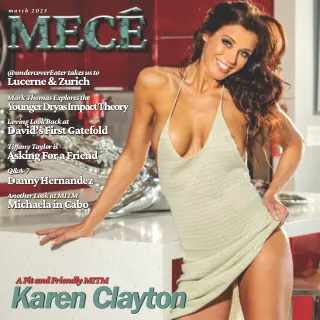 march 2023
MECÉ
@undercoverEater takes us to
Lucerne & Zurich
Mark Thomas Explores the
Younger Dryas Impact Theory
Loving Look Back at
David's First Gatefold
Tiffany Taylor is
Asking For a Friend
Q&A-7
Danny Hernandez
Another Look at MITM
Michaela in Cabo
A Fit and Friendly MITM
Karen Clayton